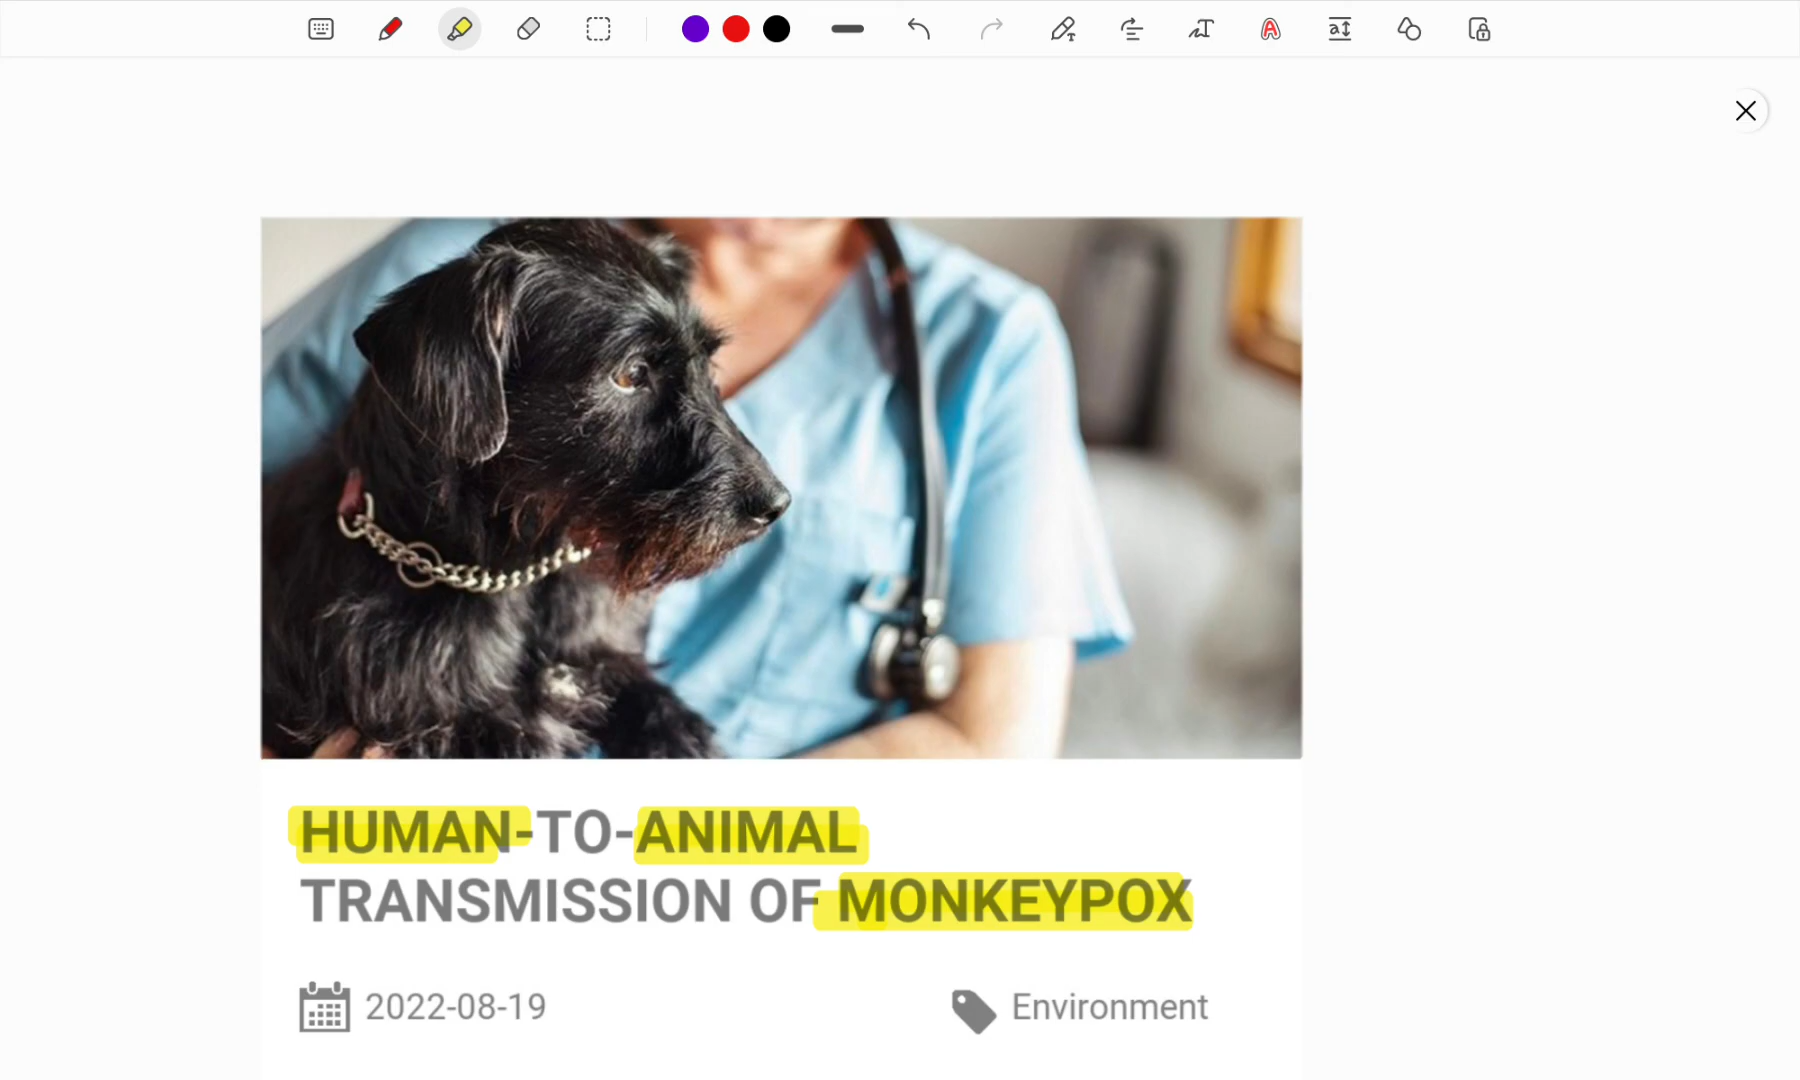 HUMAN-TO-ANIMAL
TRANSMISSION OF MONKEYPOX
2022-08-19
Environment